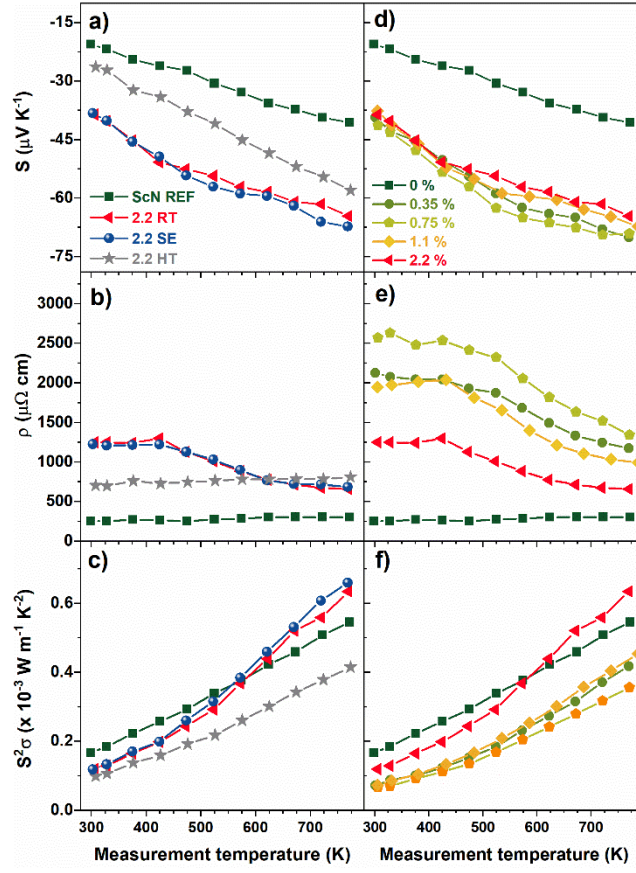 a)
d)
-15
-30
-45
-60
-75
S (μV K⁻¹)
ScN REF
2.2 RT
2.2 SE
2.2 HT
0 %
0.35 %
0.75 %
1.1 %
2.2 %
b)
e)
3000
2500
2000
1500
1000
500
0
ρ (μΩ cm)
c)
f)
0.6
0.4
0.2
0.0
S²σ (x 10⁻³ W m⁻¹ K⁻²)
300 400 500 600 700
300 400 500 600 700
Measurement temperature (K)
Measurement temperature (K)